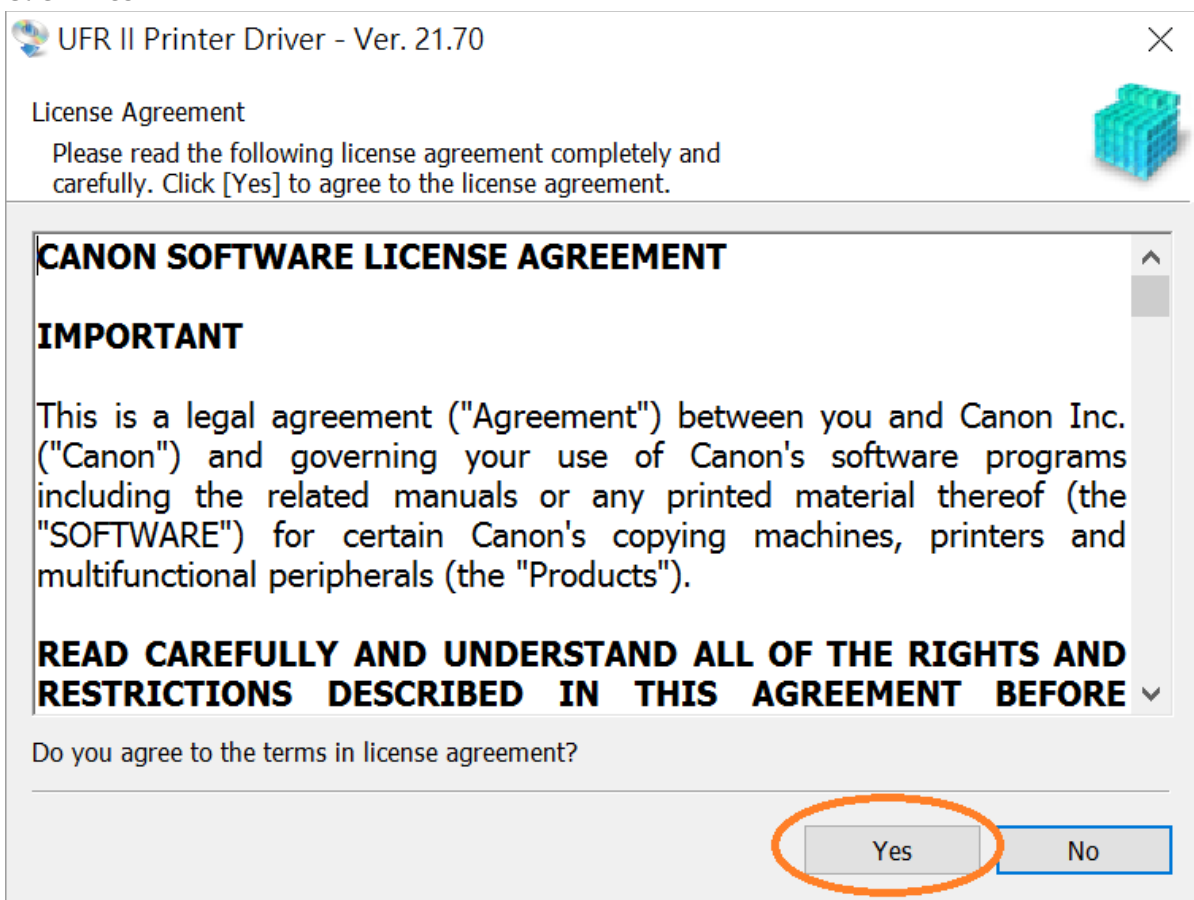 UFR II Printer Driver - Ver. 21.70
License Agreement
Please read the following license agreement completely and
carefully. Click [Yes] to agree to the license agreement.
CANON SOFTWARE LICENSE AGREEMENT
IMPORTANT
This is a legal agreement ("Agreement") between you and Canon Inc.
("Canon") and governing your use of Canon's software programs
including the related manuals or any printed material thereof (the
"SOFTWARE") for certain Canon's copying machines, printers and
multifunctional peripherals (the "Products").
READ CAREFULLY AND UNDERSTAND ALL OF THE RIGHTS AND
RESTRICTIONS DESCRIBED IN THIS AGREEMENT BEFORE
Do you agree to the terms in license agreement?
Yes
No